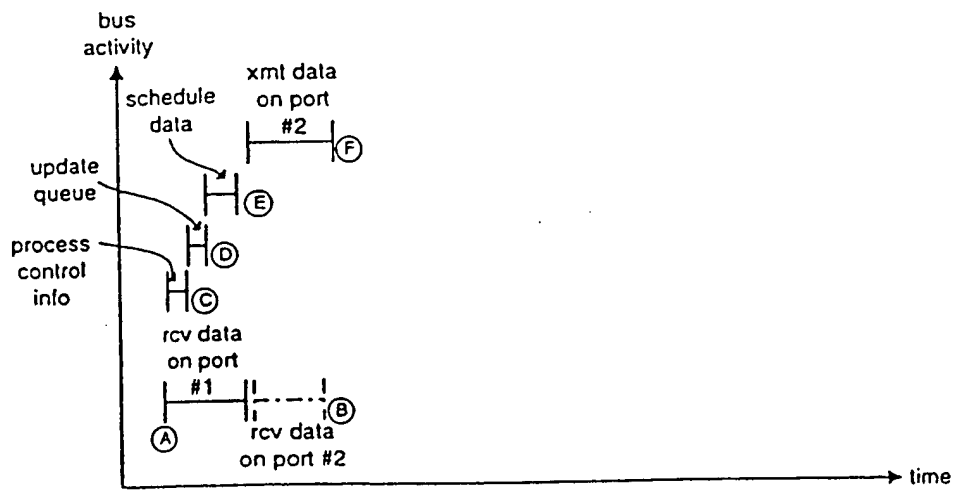 bus
activity
xmt data
on port
#2
F
schedule
data
E
update
queue
D
process
control
info
C
rcv data
on port
#1
A
B
rcv data
on port #2
time